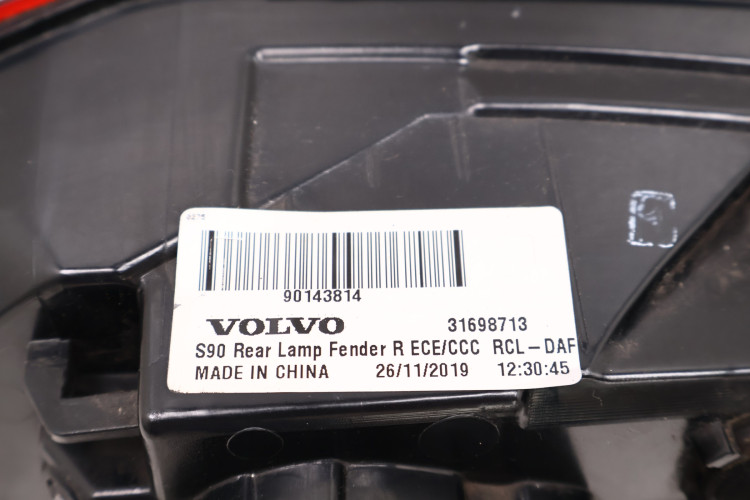 90143814
VOLVO 31698713
S90 Rear Lamp Fender R ECE/CCC RCL-DAF
MADE IN CHINA 26/11/2019 12:30:45